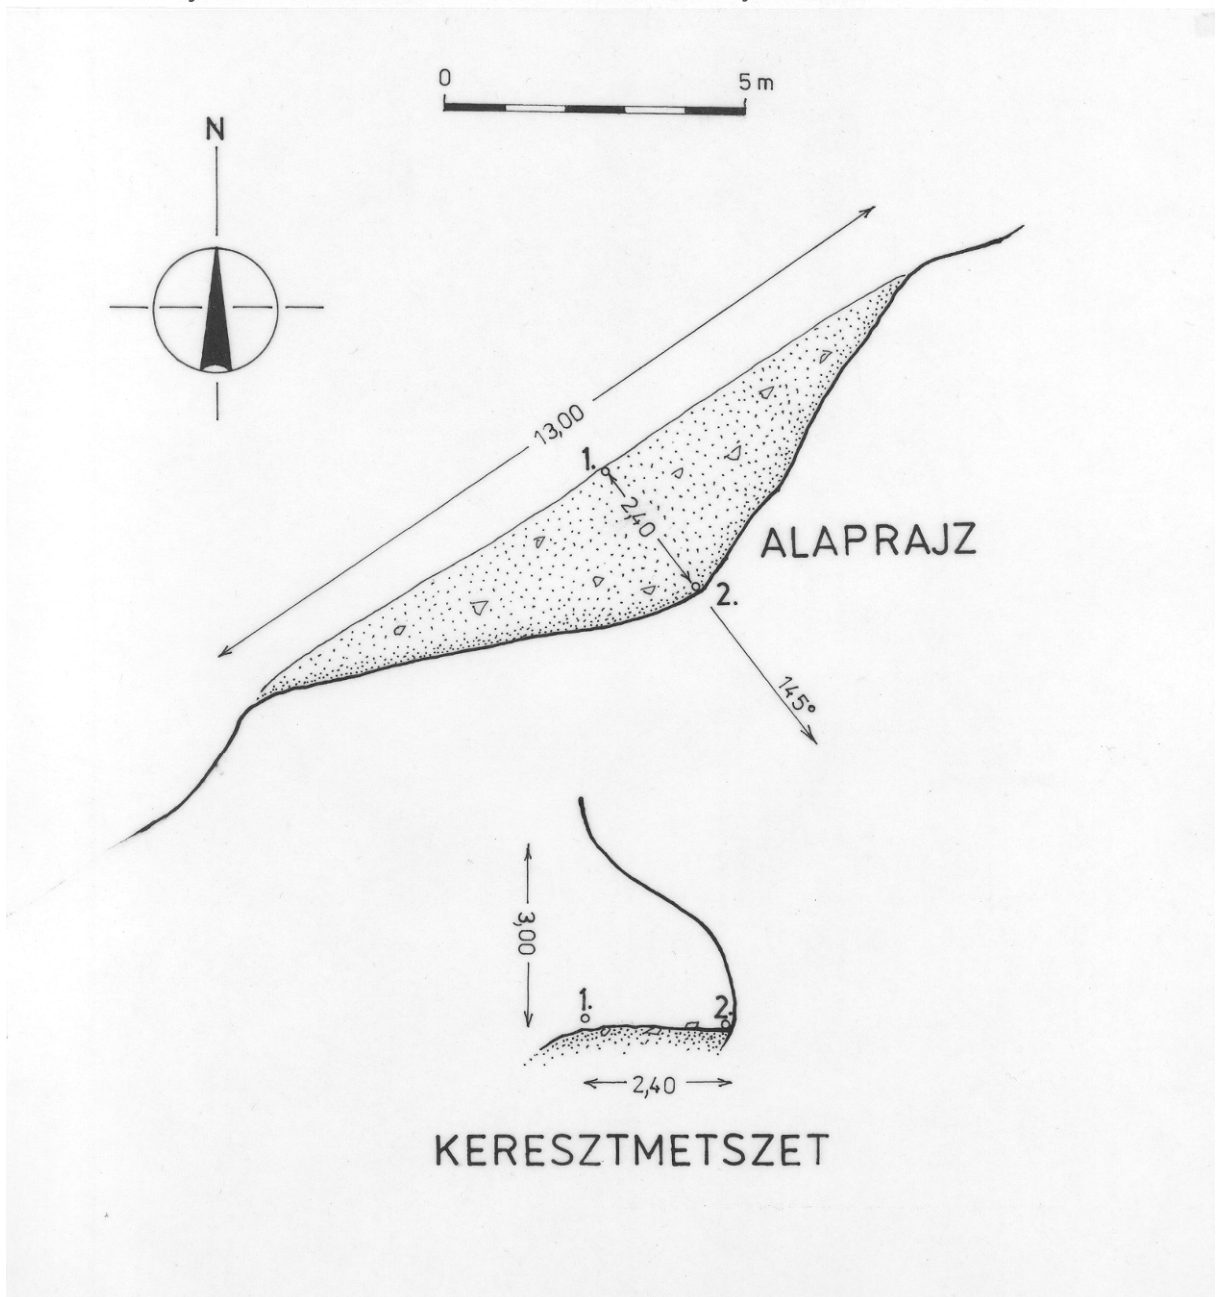 0 5 m
N
13,00
1.
2,40
ALAPRAJZ
2.
145°
3,00
1.
2.
2,40
KERESZTMETSZET